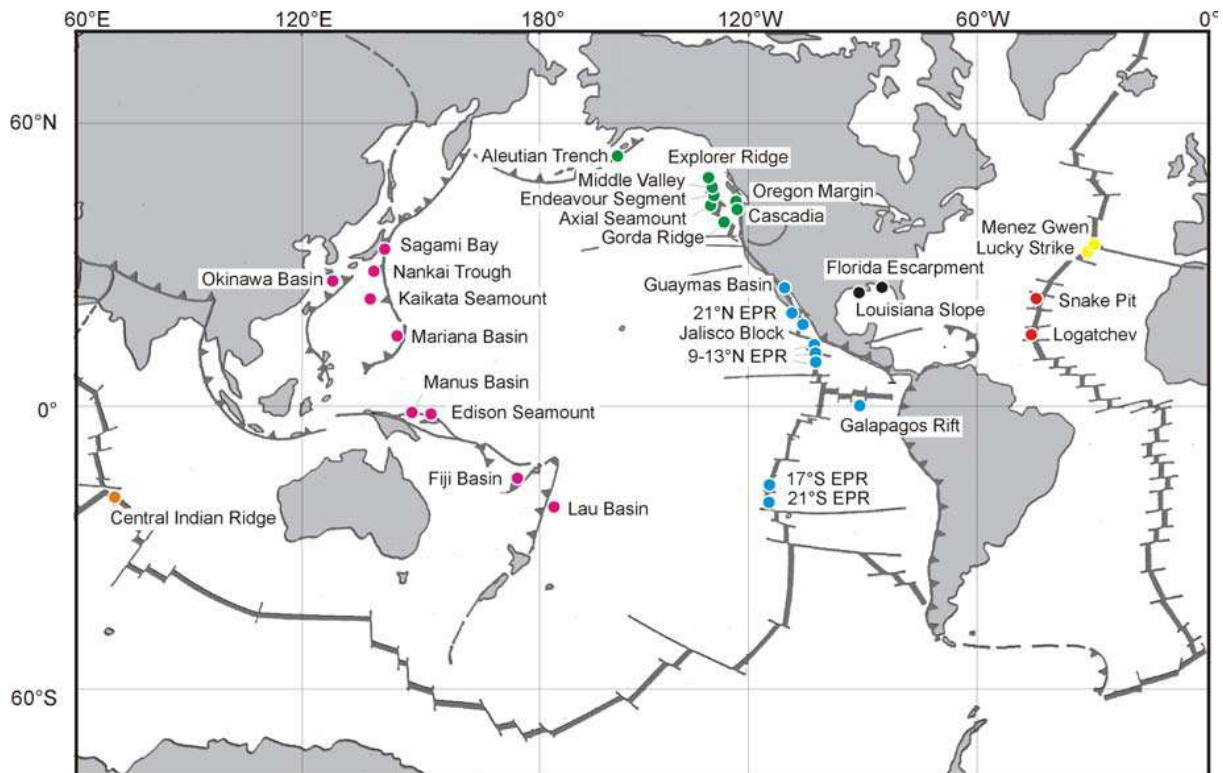 60°E 120°E 180° 120°W 60°W 0°
60°N
Aleutian Trench
Explorer Ridge
Middle Valley
Endeavour Segment
Oregon Margin
Axial Seamount
Cascadia
Gorda Ridge
Menez Gwen
Lucky Strike
Sagami Bay
Okinawa Basin
Nankai Trough
Kaikata Seamount
Guaymas Basin
Florida Escarpment
Louisiana Slope
Snake Pit
21°N EPR
Jalisco Block
Mariana Basin
Logatchev
9-13°N EPR
Manus Basin
0°
Edison Seamount
Galapagos Rift
Fiji Basin
17°S EPR
21°S EPR
Central Indian Ridge
Lau Basin
60°S